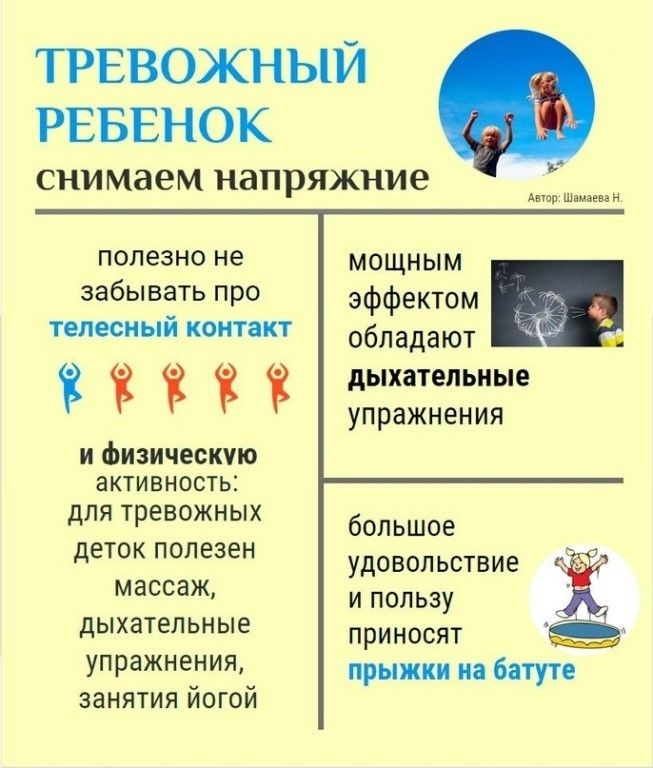 ТРЕВОЖНЫЙ
РЕБЕНОК
снимаем напряжние
Автор: Шамаева Н.
полезно не
забывать про
телесный контакт
и физическую
активность:
для тревожных
деток полезен
массаж,
дыхательные
упражнения,
занятия йогой
мощным
эффектом
обладают
дыхательные
упражнения
большое
удовольствие
и пользу
приносят
прыжки на батуте